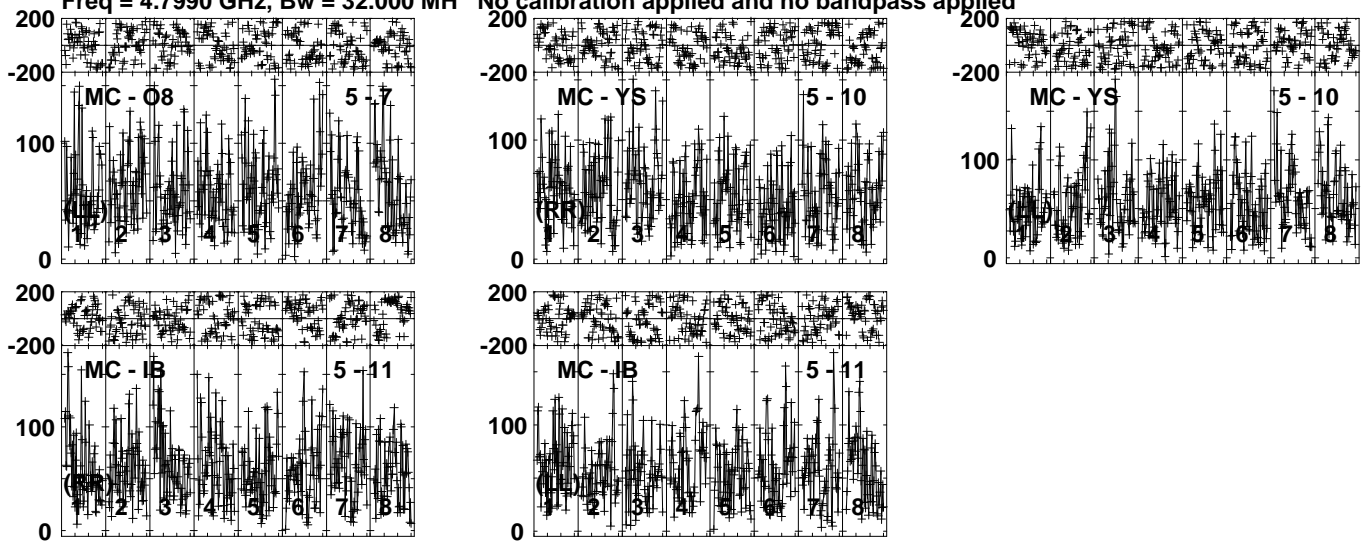 Freq = 4.7990 GHz, Bw = 32.000 MH No calibration applied and no bandpass applied
200
-200
MC - O8 5 - 7
100
(LL)
1 2 3 4 5 6 7 8
0
200
-200
MC - YS 5 - 10
100
(RR)
1 2 3 4 5 6 7 8
0
200
-200
MC - YS 5 - 10
100
(LL)
1 2 3 4 5 6 7 8
0
200
-200
MC - IB 5 - 11
100
(RR)
1 2 3 4 5 6 7 8
0
200
-200
MC - IB 5 - 11
100
(LL)
1 2 3 4 5 6 7 8
0